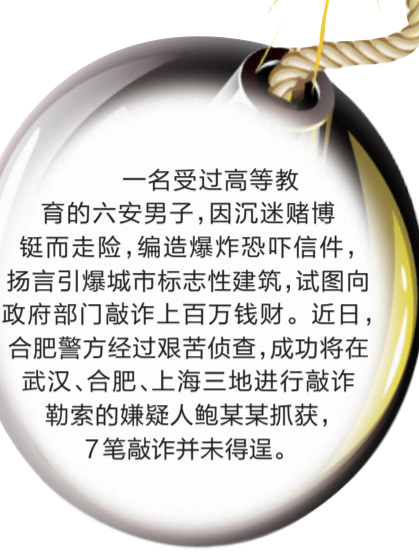 一名受过高等教
育的六安男子，因沉迷赌博
铤而走险，编造爆炸恐吓信件，
扬言引爆城市标志性建筑，试图向
政府部门敲诈上百万钱财。近日，
合肥警方经过艰苦侦查，成功将在
武汉、合肥、上海三地进行敲诈
勒索的嫌疑人鲍某某抓获，
7笔敲诈并未得逞。